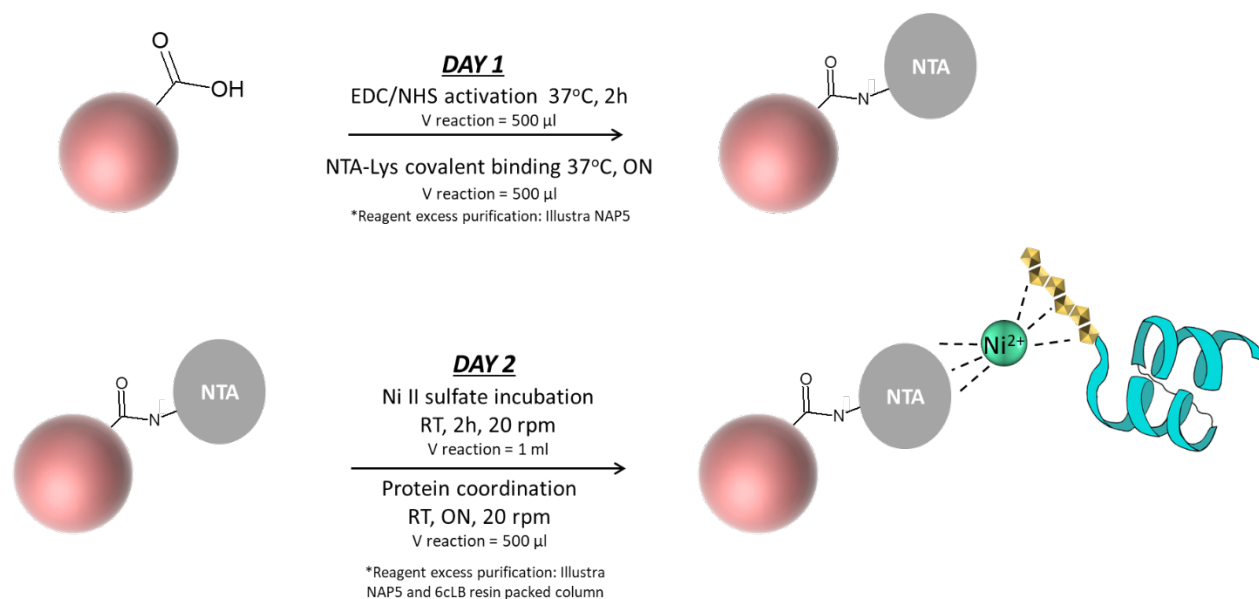 O
OH
DAY 1
EDC/NHS activation 37°C, 2h
V reaction = 500 µl
NTA-Lys covalent binding 37°C, ON
V reaction = 500 µl
*Reagent excess purification: Illustra NAP5
O
N
NTA
O
N
NTA
DAY 2
Ni II sulfate incubation
RT, 2h, 20 rpm
V reaction = 1 ml
Protein coordination
RT, ON, 20 rpm
V reaction = 500 µl
*Reagent excess purification: Illustra
NAP5 and 6cLB resin packed column
O
N
NTA
Ni²⁺